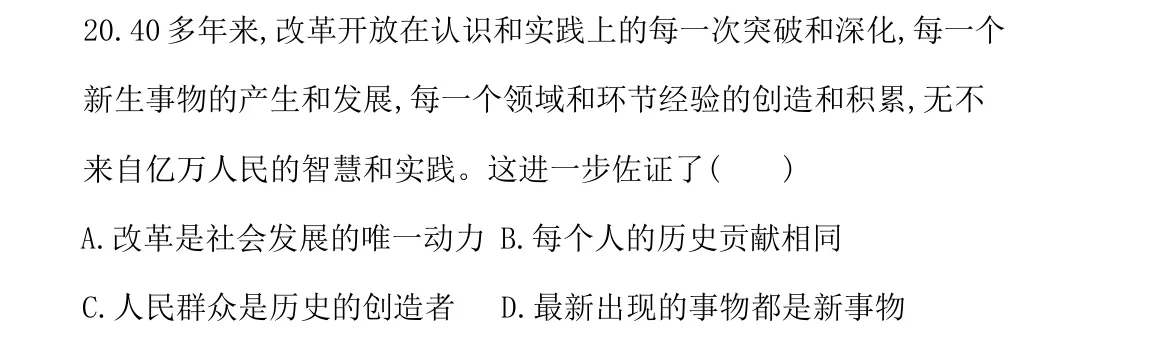 20.40多年来,改革开放在认识和实践上的每一次突破和深化,每一个
新生事物的产生和发展,每一个领域和环节经验的创造和积累,无不
来自亿万人民的智慧和实践。这进一步佐证了(　　)
A.改革是社会发展的唯一动力 B.每个人的历史贡献相同
C.人民群众是历史的创造者　D.最新出现的事物都是新事物